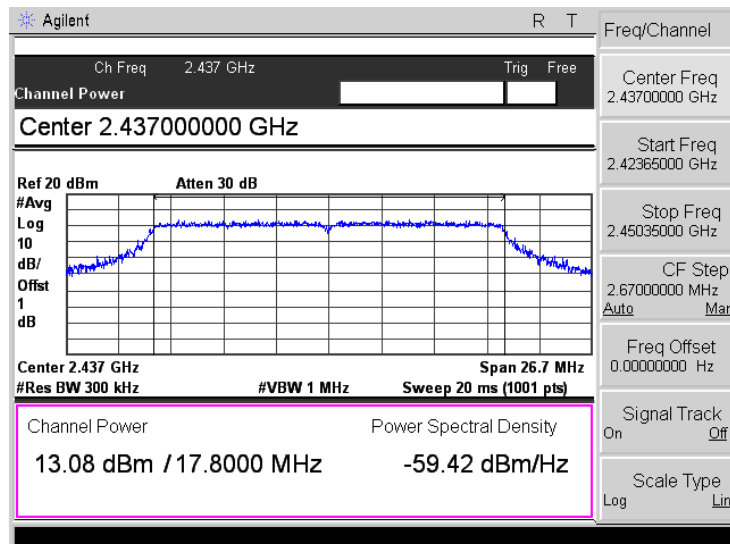 Agilent R T
Ch Freq 2.437 GHz Trig Free
Channel Power
Center 2.437000000 GHz
Ref 20 dBm Atten 30 dB
#Avg
Log
10
dB/
Offst
1
dB
Center 2.437 GHz Span 26.7 MHz
#Res BW 300 kHz #VBW 1 MHz Sweep 20 ms (1001 pts)
Channel Power Power Spectral Density
13.08 dBm / 17.8000 MHz -59.42 dBm/Hz
Freq/Channel
Center Freq
2.43700000 GHz
Start Freq
2.42365000 GHz
Stop Freq
2.45035000 GHz
CF Step
2.67000000 MHz
Auto Man
Freq Offset
0.00000000 Hz
Signal Track
On Off
Scale Type
Log Lin